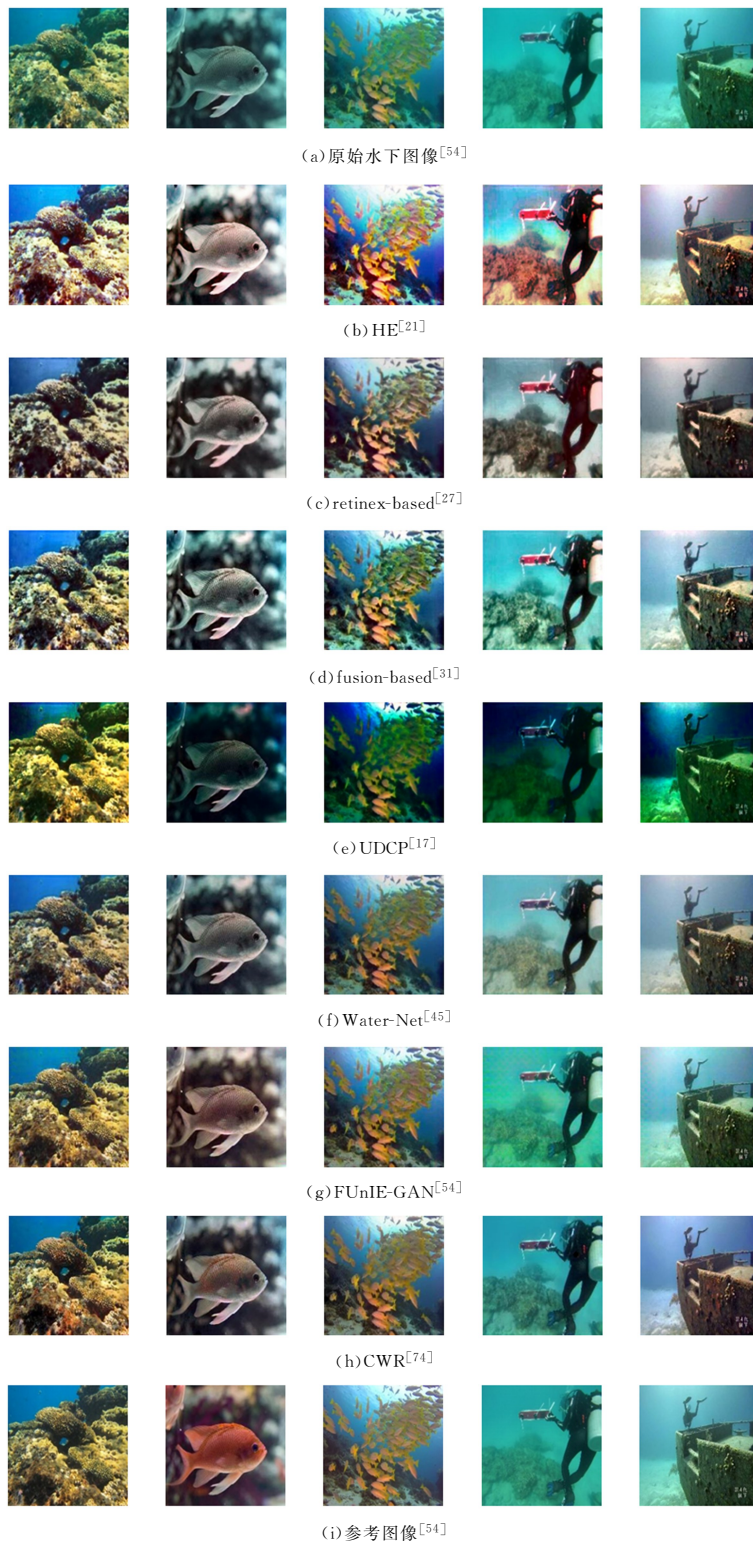 (a)原始水下图像[54]
(b)HE[21]
(c)retinex-based[27]
(d)fusion-based[31]
(e)UDCP[17]
(f)Water-Net[45]
(g)FUnIE-GAN[54]
(h)CWR[74]
(i)参考图像[54]